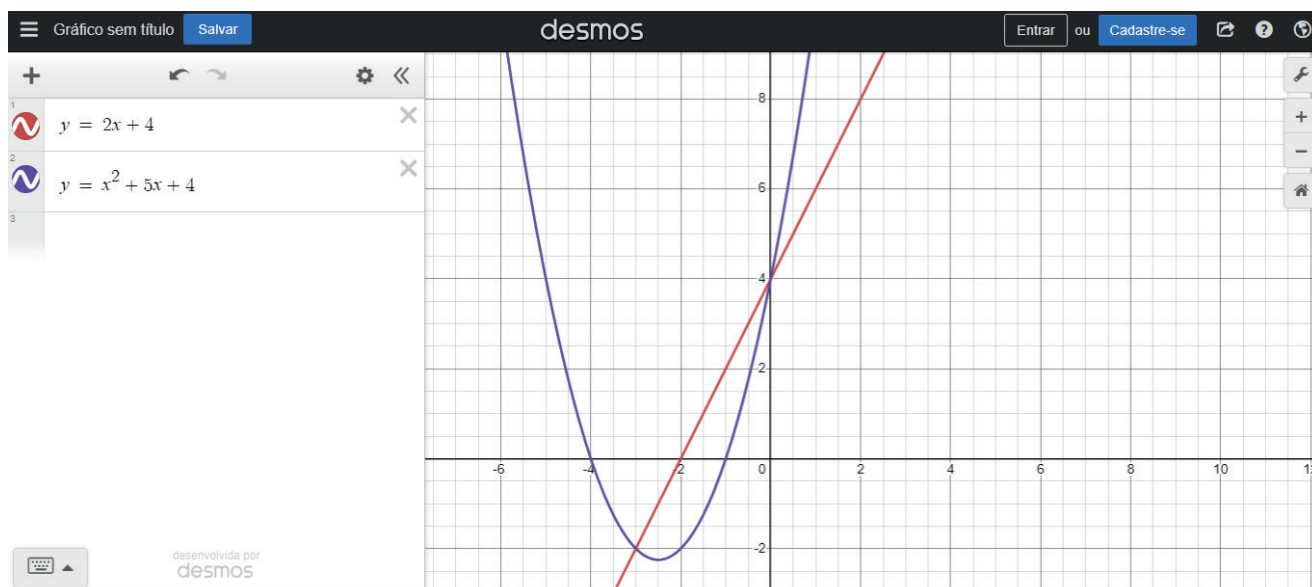 Gráfico sem título Salvar desmos Entrar ou Cadastre-se
1
y = 2x + 4
2
y = x² + 5x + 4
3
8
6
4
2
-6 -4 -2 0 2 4 6 8 10
-2
desenvolvida por
desmos